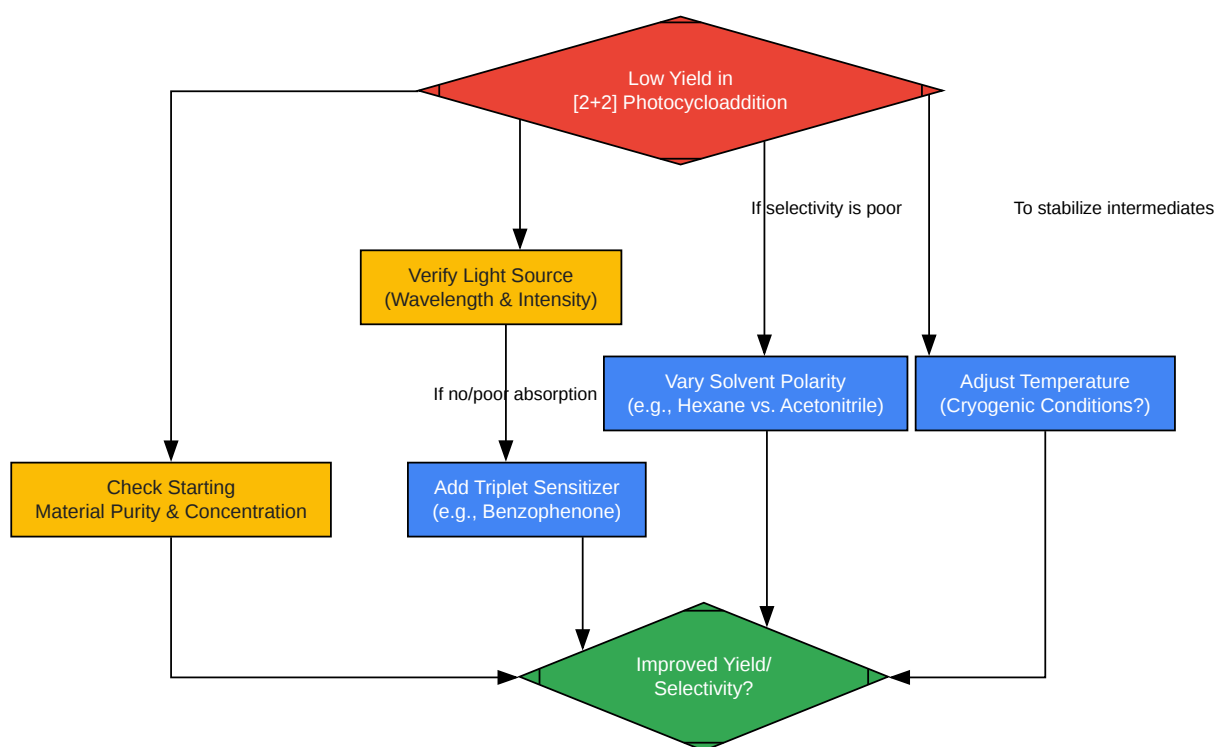 Low Yield in
[2+2] Photocycloaddition
If selectivity is poor
To stabilize intermediates
Verify Light Source
(Wavelength & Intensity)
If no/poor absorption
Vary Solvent Polarity
(e.g., Hexane vs. Acetonitrile)
Adjust Temperature
(Cryogenic Conditions?)
Check Starting
Material Purity & Concentration
Add Triplet Sensitizer
(e.g., Benzophenone)
Improved Yield/
Selectivity?